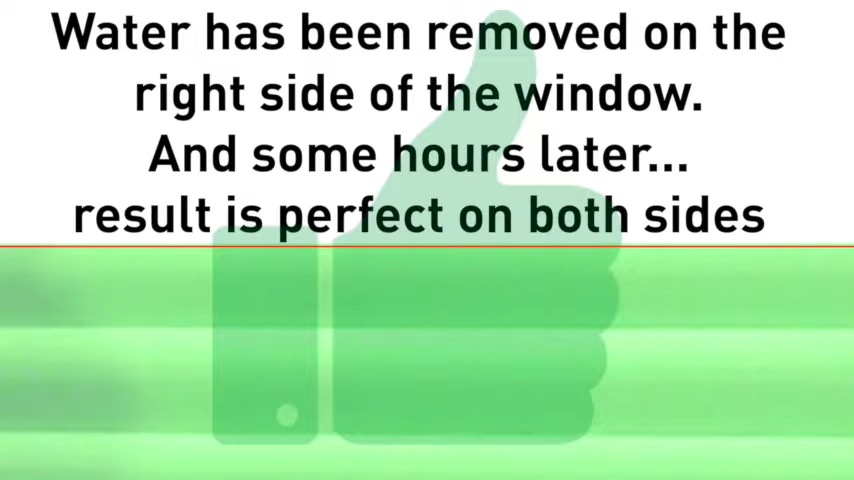 Water has been removed on the
right side of the window.
And some hours later...
result is perfect on both sides